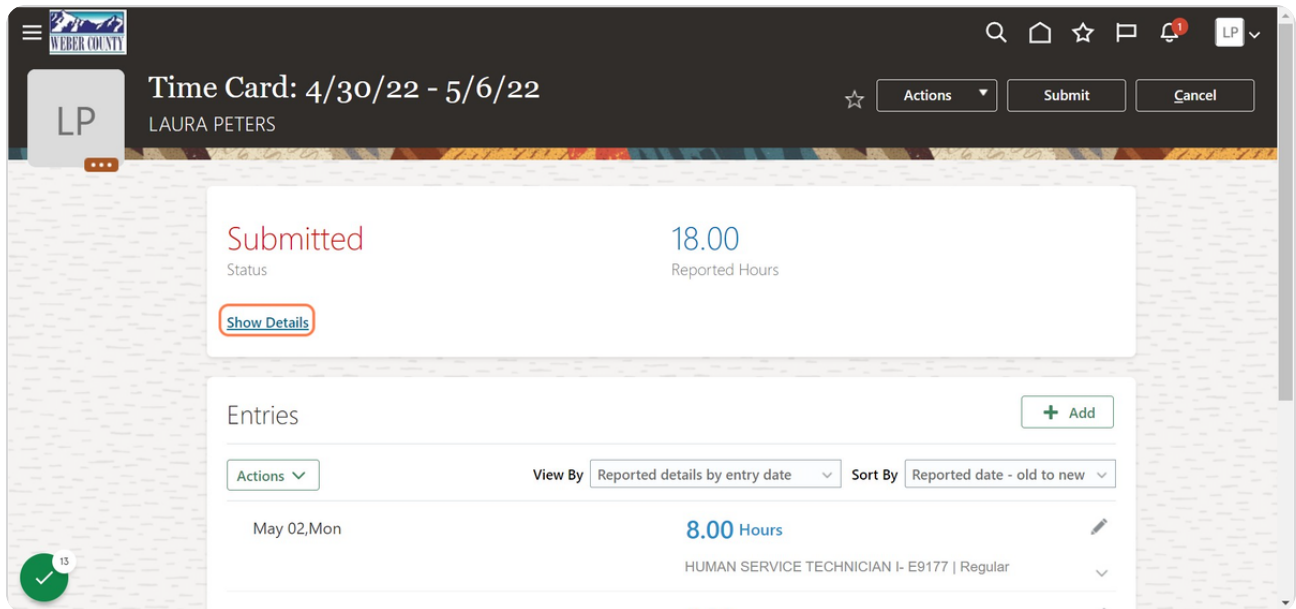 WEBER COUNTY
1
LP
LP
Time Card: 4/30/22 - 5/6/22
LAURA PETERS
Actions
Submit
Cancel
Submitted
18.00
Status
Reported Hours
Show Details
Entries
Add
Actions
View By Reported details by entry date
Sort By Reported date - old to new
May 02,Mon
8.00 Hours
HUMAN SERVICE TECHNICIAN I- E9177 | Regular
13